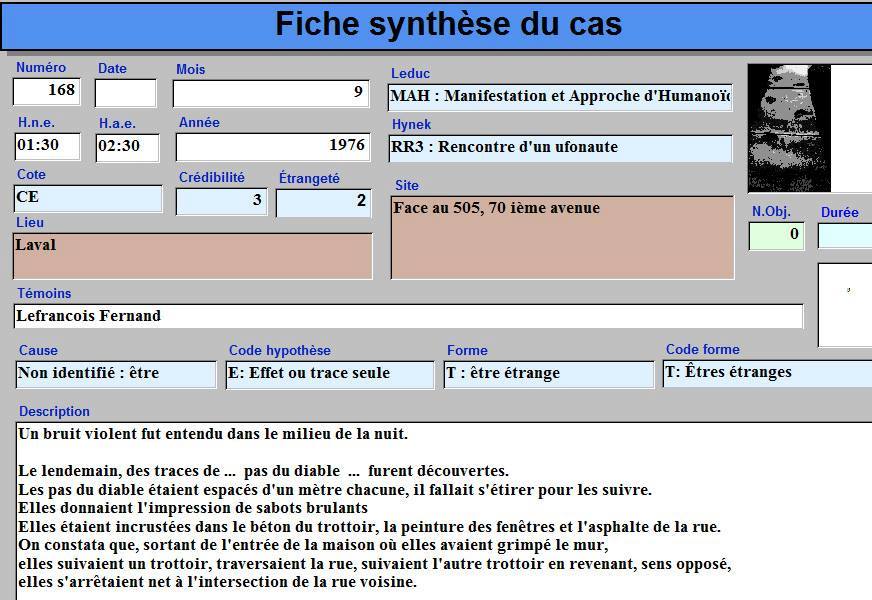 Fiche synthèse du cas
Numéro Date Mois Leduc
168 9 MAH : Manifestation et Approche d'Humanoïd
H.n.e. H.a.e. Année Hynek
01:30 02:30 1976 RR3 : Rencontre d'un ufonaute
Cote Crédibilité Étrangeté Site
CE 3 2 Face au 505, 70 ième avenue
N.Obj. Durée
0
Lieu
Laval
Témoins
Lefrancois Fernand
Cause Code hypothèse Forme Code forme
Non identifié : être E: Effet ou trace seule T : être étrange T: Êtres étranges
Description
Un bruit violent fut entendu dans le milieu de la nuit.
Le lendemain, des traces de ... pas du diable ... furent découvertes.
Les pas du diable étaient espacés d'un mètre chacune, il fallait s'étirer pour les suivre.
Elles donnaient l'impression de sabots brulants
Elles étaient incrustées dans le béton du trottoir, la peinture des fenêtres et l'asphalte de la rue.
On constata que, sortant de l'entrée de la maison où elles avaient grimpé le mur,
elles suivaient un trottoir, traversaient la rue, suivaient l'autre trottoir en revenant, sens opposé,
elles s'arrêtaient net à l'intersection de la rue voisine.